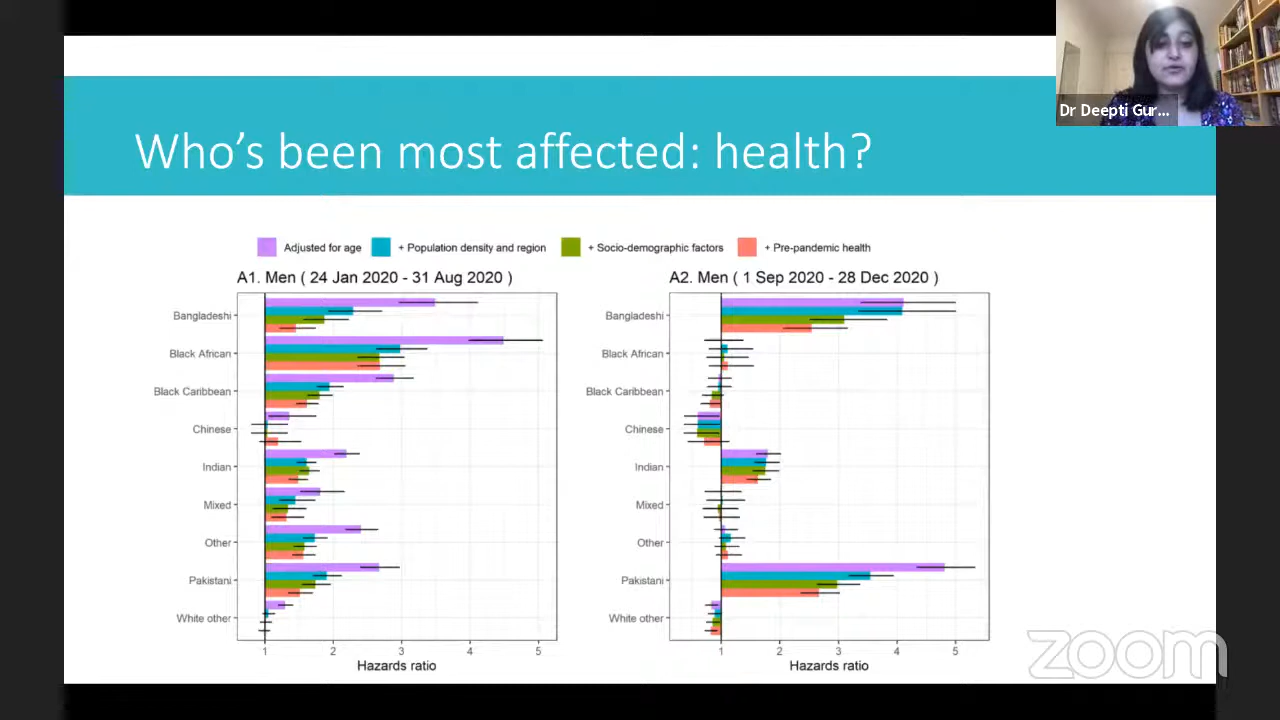 Dr Deepti Gur...
Who's been most affected: health?
Adjusted for age + Population density and region + Socio-demographic factors + Pre-pandemic health
A1. Men ( 24 Jan 2020 - 31 Aug 2020 )
Bangladeshi
Black African
Black Caribbean
Chinese
Indian
Mixed
Other
Pakistani
White other
1 2 3 4 5
Hazards ratio
A2. Men ( 1 Sep 2020 - 28 Dec 2020 )
Bangladeshi
Black African
Black Caribbean
Chinese
Indian
Mixed
Other
Pakistani
White other
1 2 3 4 5
Hazards ratio
zoom